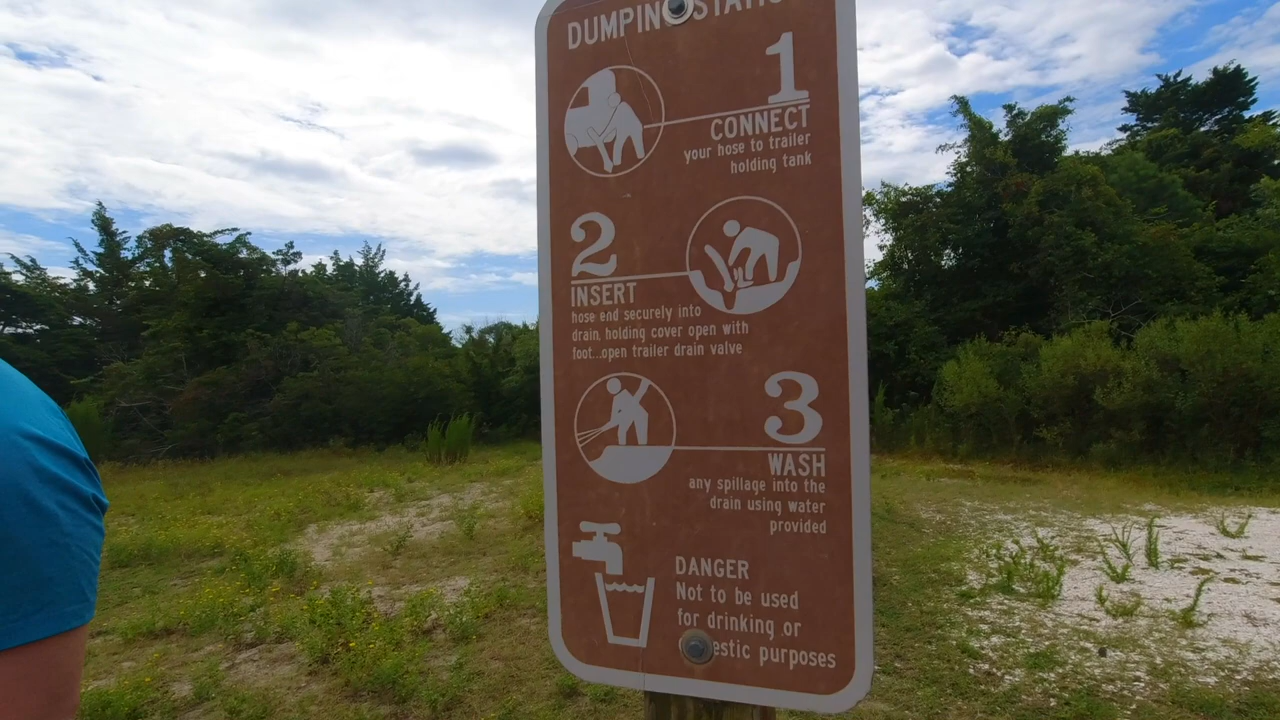 DUMPING STATION
1
CONNECT
your hose to trailer
holding tank
2
INSERT
hose end securely into
drain, holding cover open with
foot...open trailer drain valve
3
WASH
any spillage into the
drain using water
provided
DANGER
Not to be used
for drinking or
estic purposes